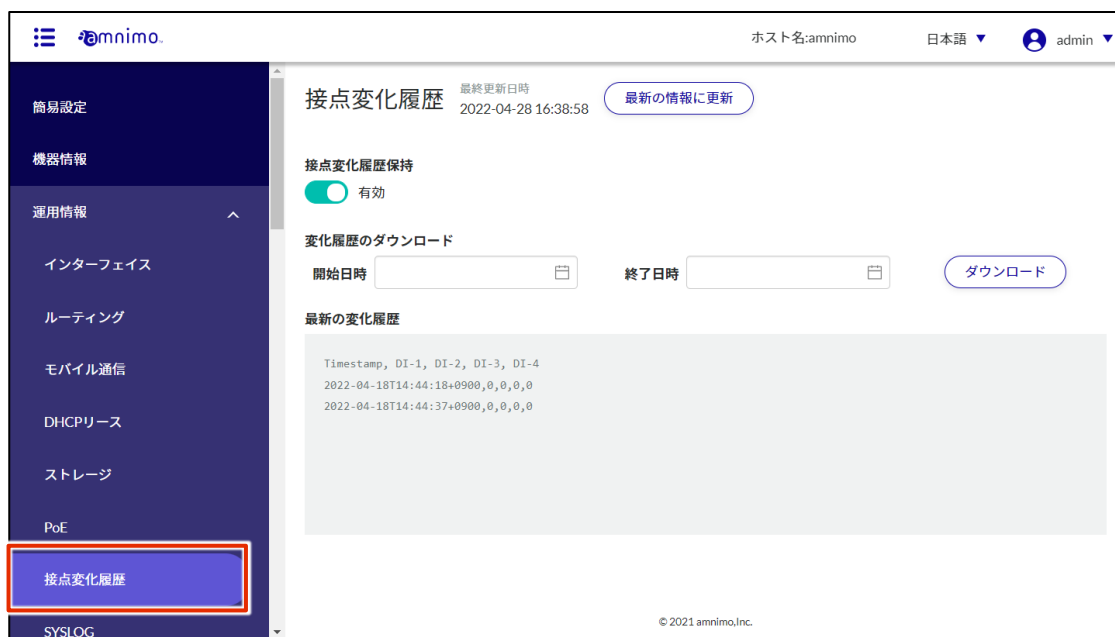 amnimo
ホスト名:amnimo
日本語 ▼
admin ▼
簡易設定
機器情報
運用情報
インターフェイス
ルーティング
モバイル通信
DHCPリース
ストレージ
PoE
接点変化履歴
SYSLOG
接点変化履歴
最終更新日時
2022-04-28 16:38:58
最新の情報に更新
接点変化履歴保持
有効
変化履歴のダウンロード
開始日時
終了日時
ダウンロード
最新の変化履歴
Timestamp, DI-1, DI-2, DI-3, DI-4
2022-04-18T14:44:18+0900,0,0,0,0
2022-04-18T14:44:37+0900,0,0,0,0
© 2021 amnimo,Inc.